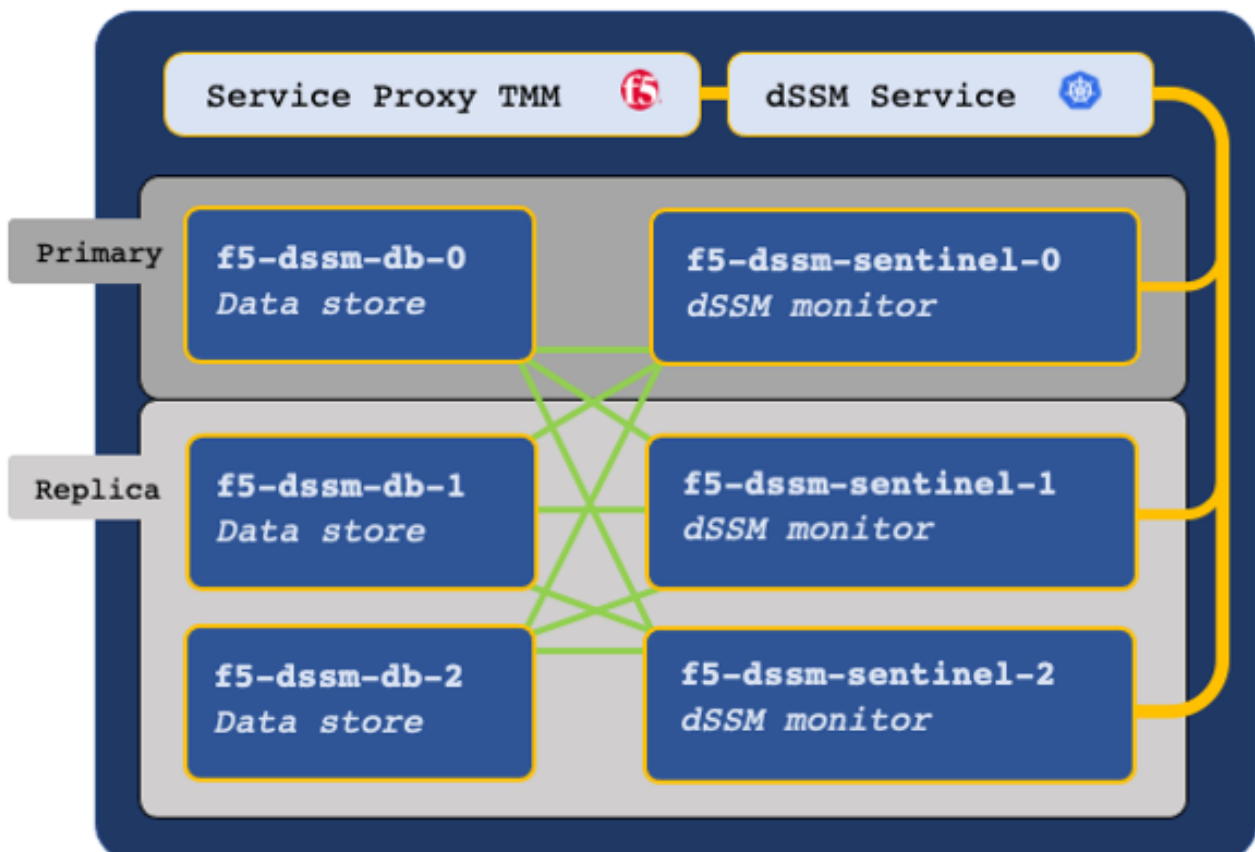 Service Proxy TMM f5 dSSM Service
Primary
f5-dssm-db-0
Data store
f5-dssm-sentinel-0
dSSM monitor
Replica
f5-dssm-db-1
Data store
f5-dssm-sentinel-1
dSSM monitor
f5-dssm-db-2
Data store
f5-dssm-sentinel-2
dSSM monitor